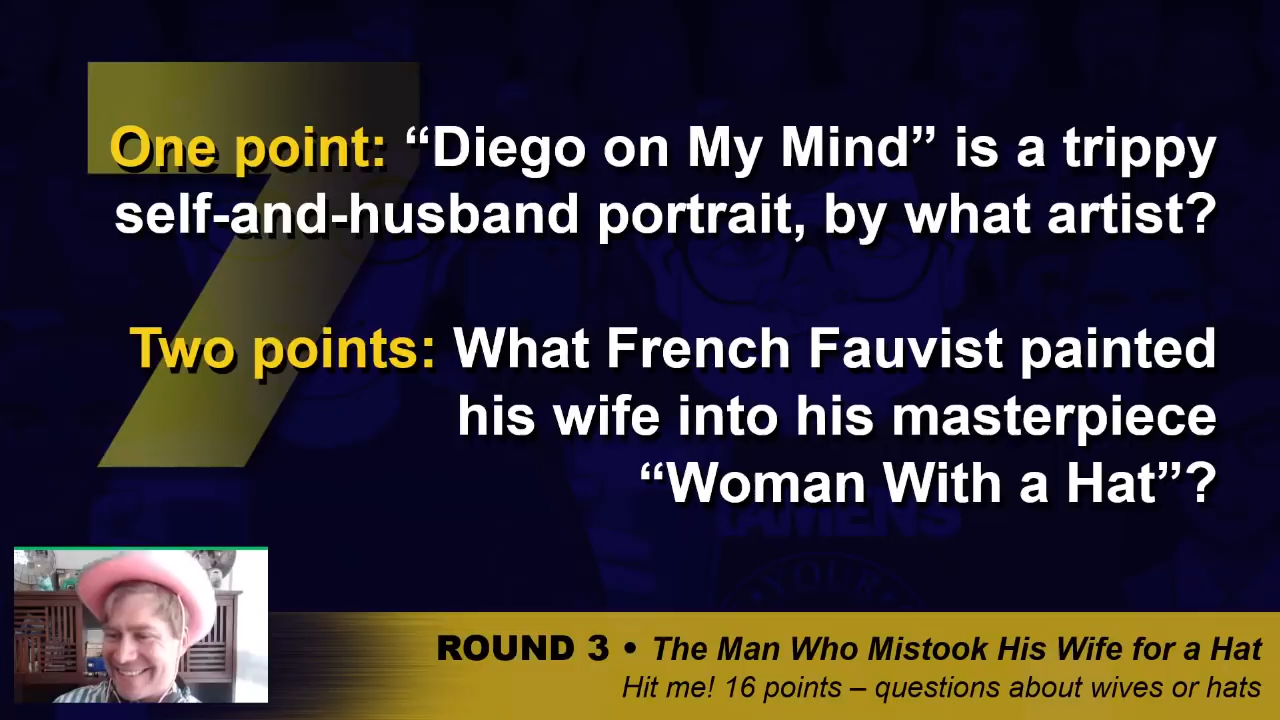 One point: “Diego on My Mind” is a trippy
self-and-husband portrait, by what artist?
Two points: What French Fauvist painted
his wife into his masterpiece
“Woman With a Hat”?
ROUND 3 • The Man Who Mistook His Wife for a Hat
Hit me! 16 points – questions about wives or hats
7